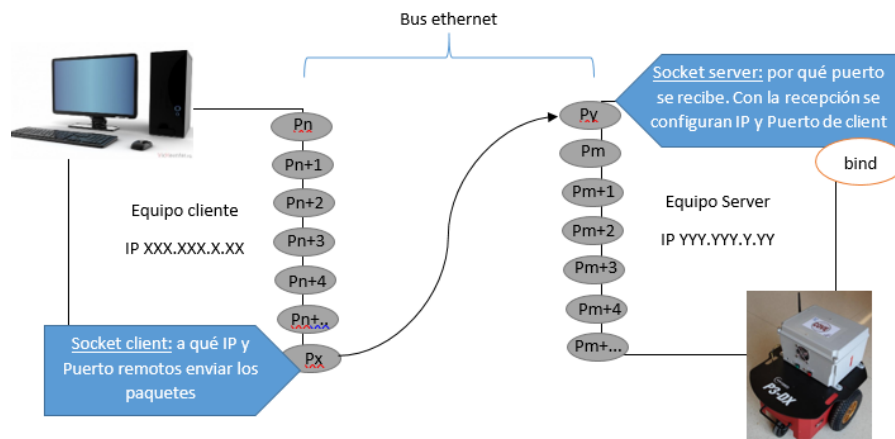 Bus ethernet
Socket server: por qué puerto
se recibe. Con la recepción se
configuran IP y Puerto de client
bind
Pn
Pn+1
Pn+2
Pn+3
Pn+4
Pn+..
Px
Equipo cliente
IP XXX.XXX.X.XX
Socket client: a qué IP y
Puerto remotos enviar los
paquetes
Py
Pm
Pm+1
Pm+2
Pm+3
Pm+4
Pm+...
Equipo Server
IP YYY.YYY.Y.YY
P3-DX